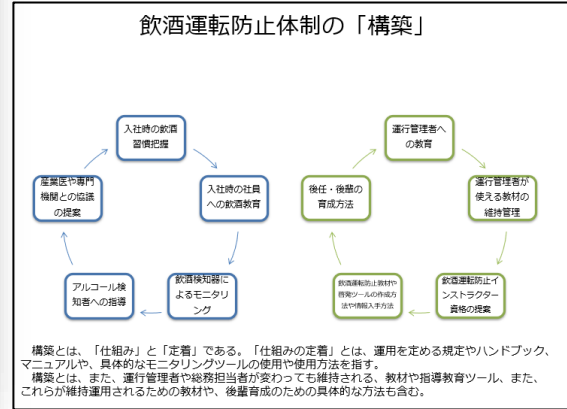 飲酒運転防止体制の「構築」
入社時の飲酒
習慣把握
入社時の社員
への飲酒教育
飲酒検知器に
よるモニタリ
ング
アルコール検
知者への指導
産業医や専門
機関との協議
の提案
運行管理者へ
の教育
運行管理者が
使える教材の
維持管理
飲酒運転防止イ
ンストラクター
資格の提案
飲酒運転防止教材や
啓発ツールの作成方
法や情報入手方法
後任・後輩の
育成方法
構築とは、「仕組み」と「定着」である。「仕組みの定着」とは、運用を定める規定やハンドブック、
マニュアルや、具体的なモニタリングツールの使用や使用方法を指す。
構築とは、また、運行管理者や総務担当者が変わっても維持される、教材や指導教育ツール、また、
これらが維持運用されるための教材や、後輩育成のための具体的な方法も含む。